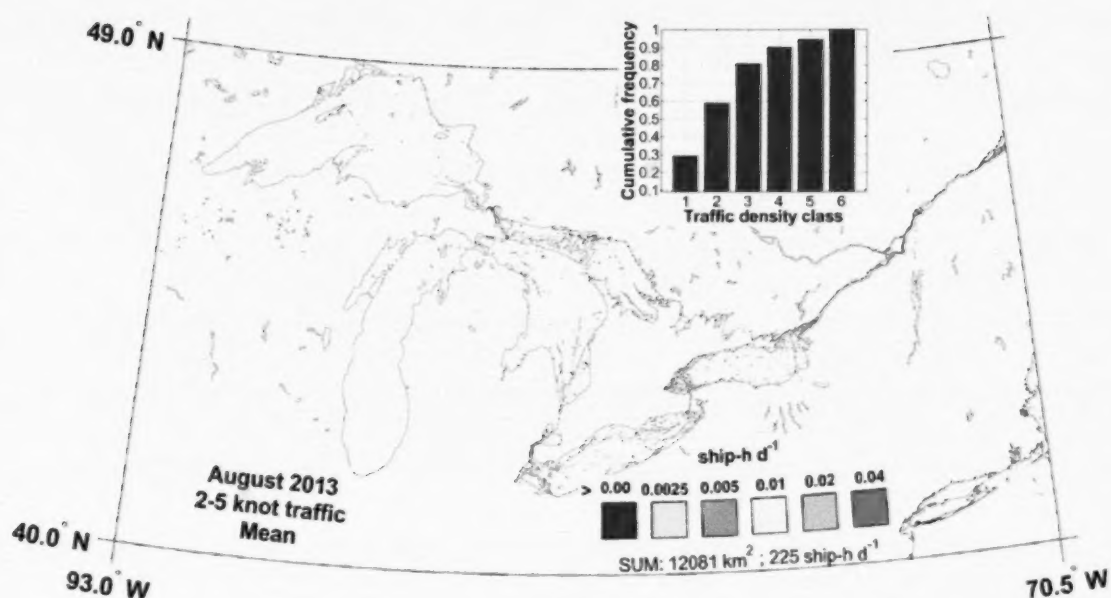 49.0° N
Cumulative frequency
1
0.9
0.8
0.7
0.6
0.5
0.4
0.3
0.2
0.1
1 2 3 4 5 6
Traffic density class
ship-h d⁻¹
> 0.00 0.0025 0.005 0.01 0.02 0.04
SUM: 12081 km² ; 225 ship-h d⁻¹
August 2013
2-5 knot traffic
Mean
40.0° N
93.0° W
70.5° W